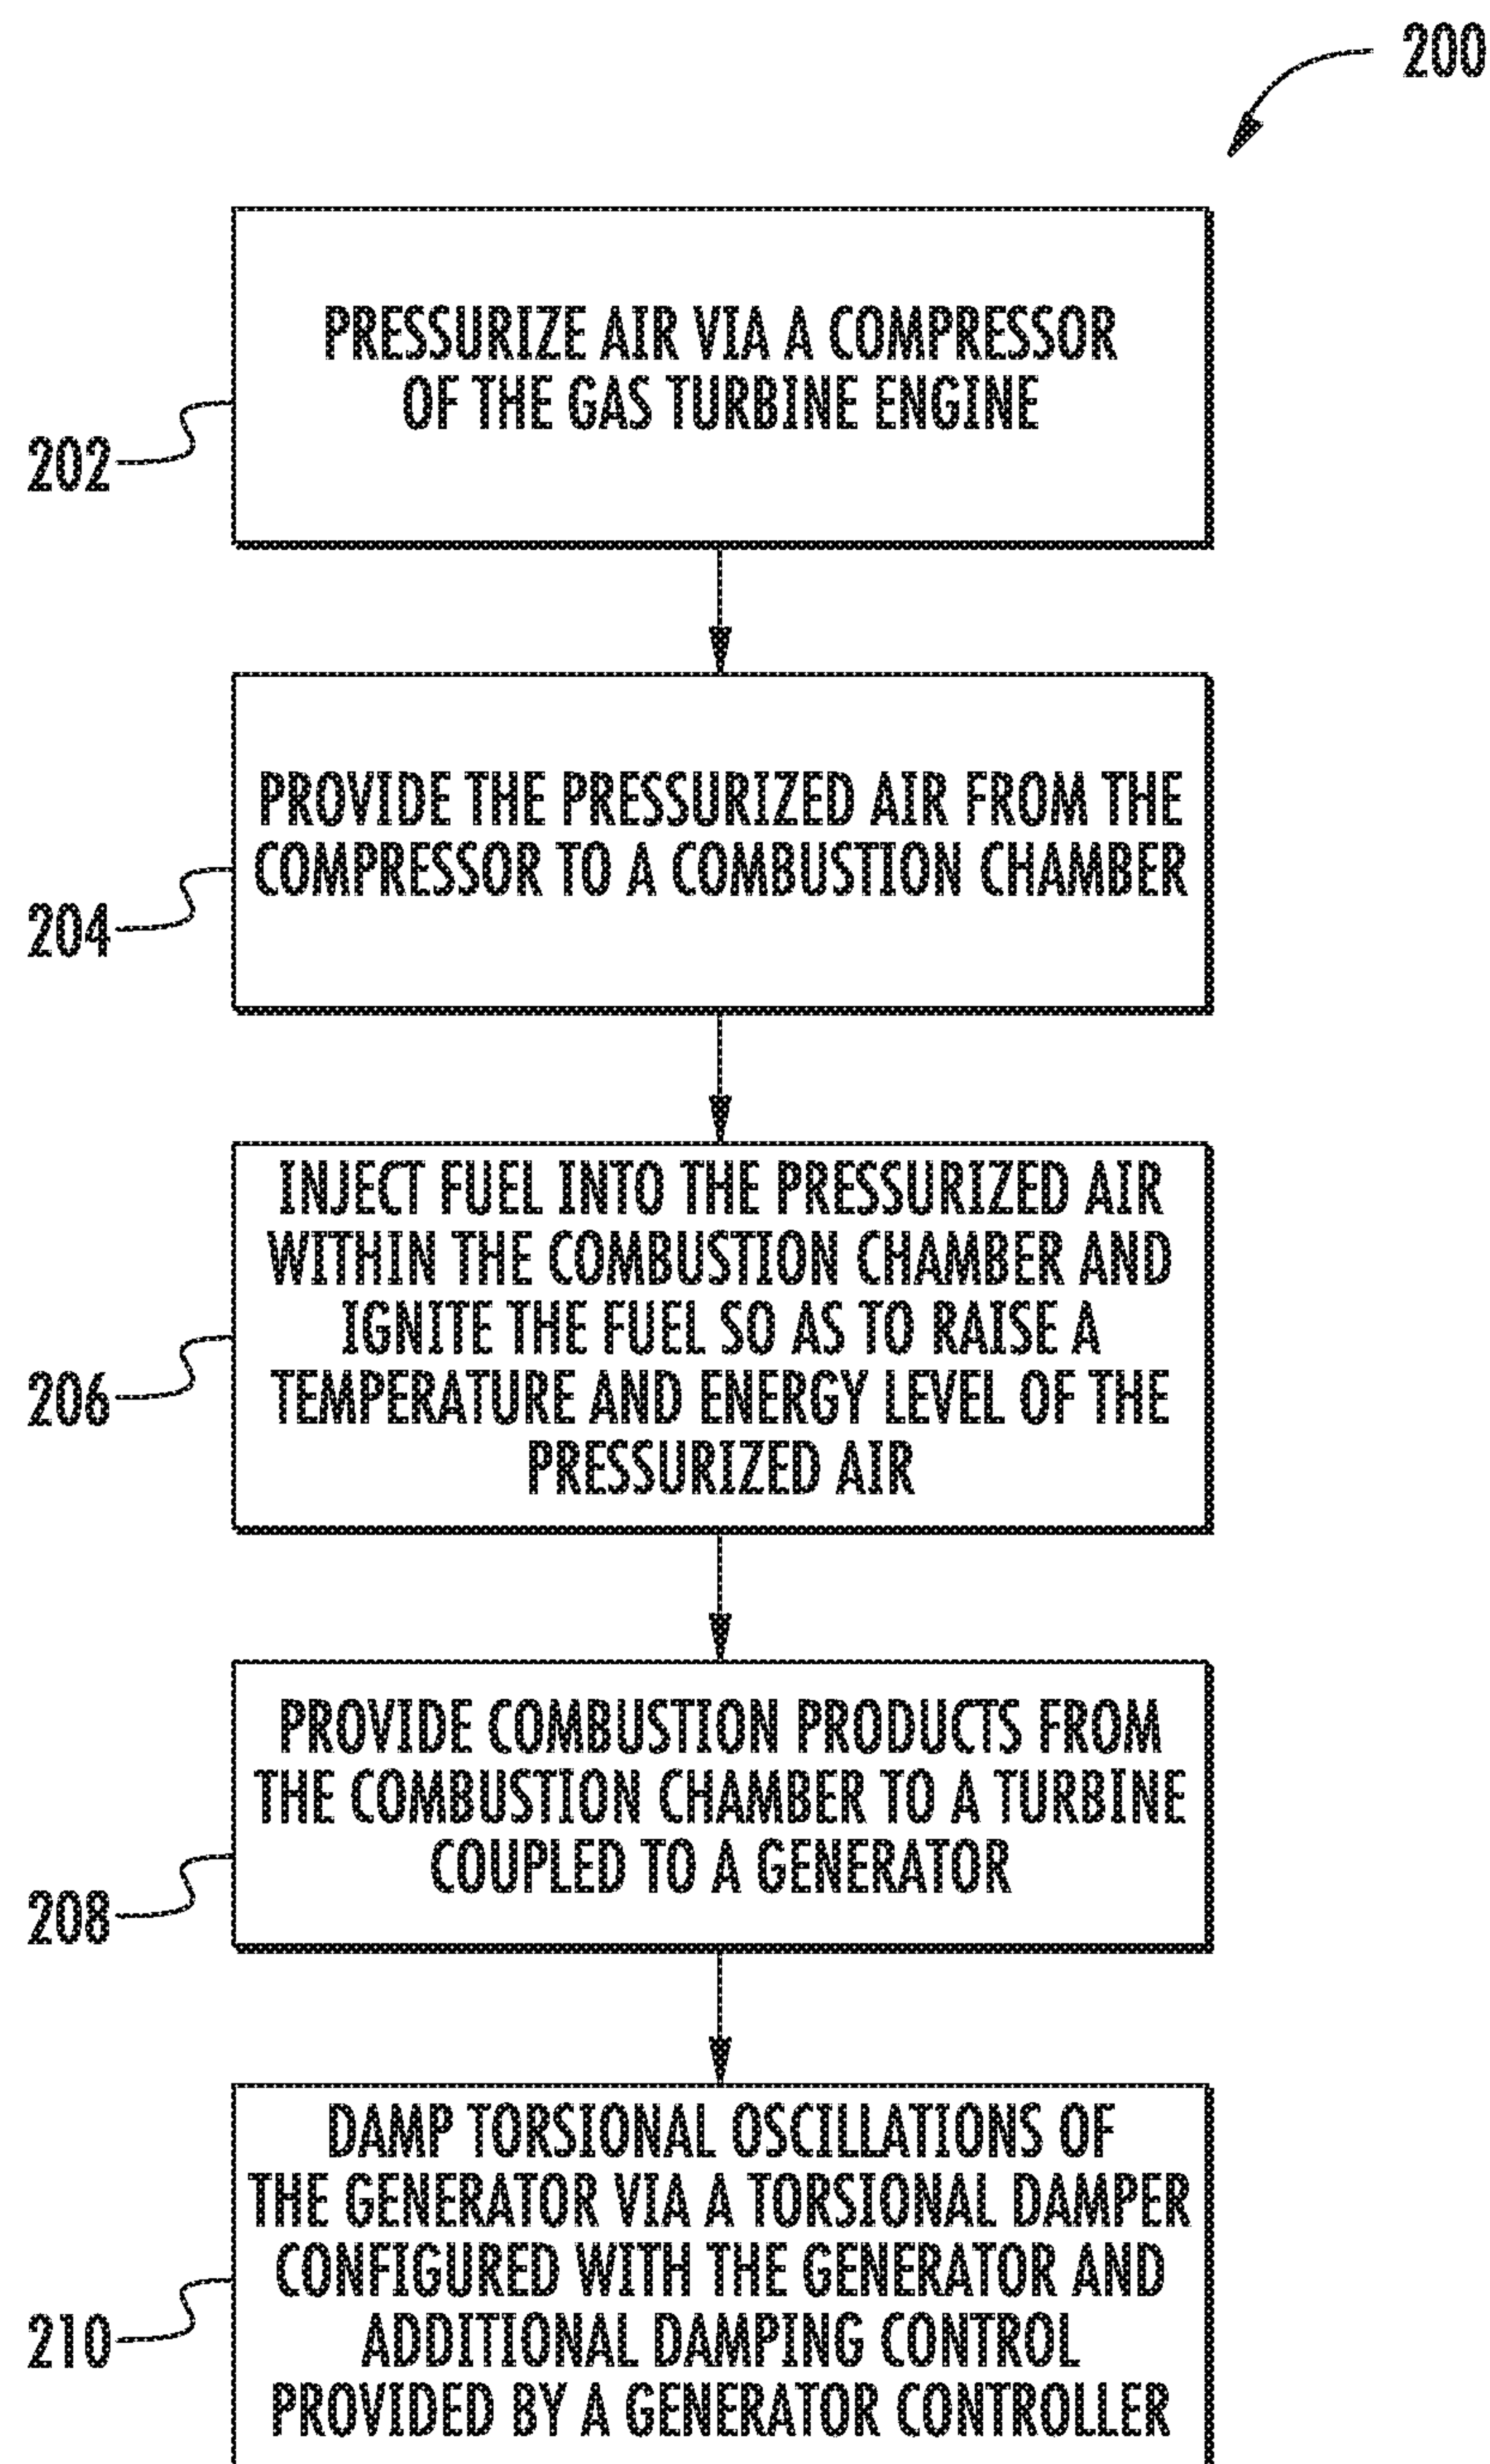 200
PRESSURIZE AIR VIA A COMPRESSOR
OF THE GAS TURBINE ENGINE
202
PROVIDE THE PRESSURIZED AIR FROM THE
COMPRESSOR TO A COMBUSTION CHAMBER
204
INJECT FUEL INTO THE PRESSURIZED AIR
WITHIN THE COMBUSTION CHAMBER AND
IGNITE THE FUEL SO AS TO RAISE A
TEMPERATURE AND ENERGY LEVEL OF THE
PRESSURIZED AIR
206
PROVIDE COMBUSTION PRODUCTS FROM
THE COMBUSTION CHAMBER TO A TURBINE
COUPLED TO A GENERATOR
208
DAMP TORSIONAL OSCILLATIONS OF
THE GENERATOR VIA A TORSIONAL DAMPER
CONFIGURED WITH THE GENERATOR AND
ADDITIONAL DAMPING CONTROL
PROVIDED BY A GENERATOR CONTROLLER
210